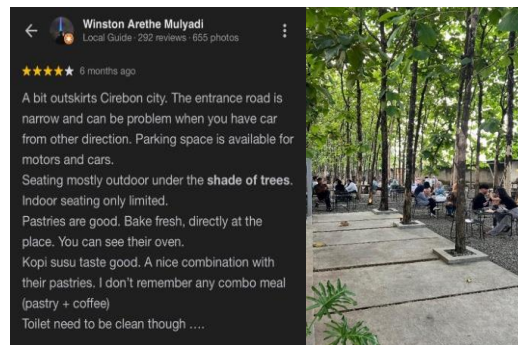 Winston Arethe Mulyadi
Local Guide · 292 reviews · 655 photos
6 months ago
A bit outskirts Cirebon city. The entrance road is
narrow and can be problem when you have car
from other direction. Parking space is available for
motors and cars.
Seating mostly outdoor under the shade of trees.
Indoor seating only limited.
Pastries are good. Bake fresh, directly at the
place. You can see their oven.
Kopi susu taste good. A nice combination with
their pastries. I don't remember any combo meal
(pastry + coffee)
Toilet need to be clean though ....